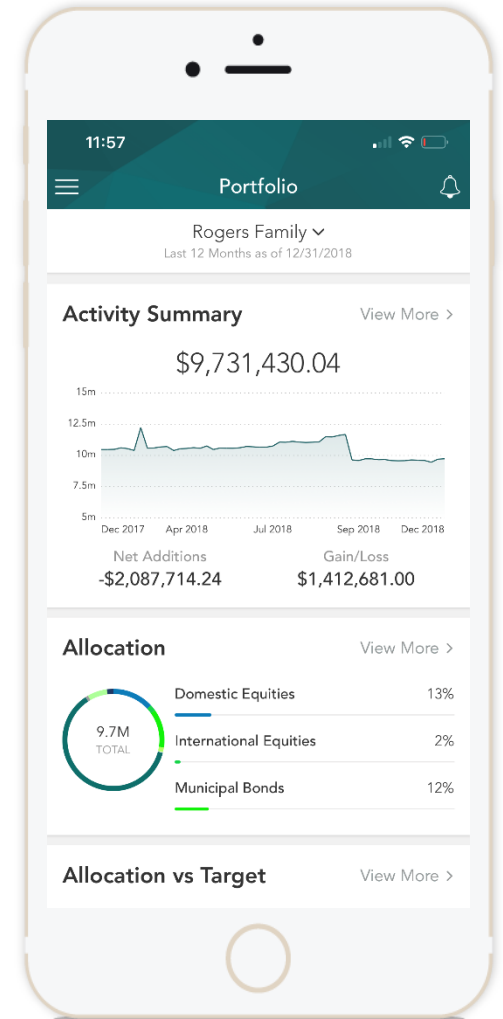 11:57
Portfolio
Rogers Family
Last 12 Months as of 12/31/2018
Activity Summary View More >
$9,731,430.04
15m
12.5m
10m
7.5m
5m
Dec 2017 Apr 2018 Jul 2018 Sep 2018 Dec 2018
Net Additions Gain/Loss
-$2,087,714.24 $1,412,681.00
Allocation View More >
Domestic Equities 13%
9.7M
TOTAL
International Equities 2%
Municipal Bonds 12%
Allocation vs Target View More >